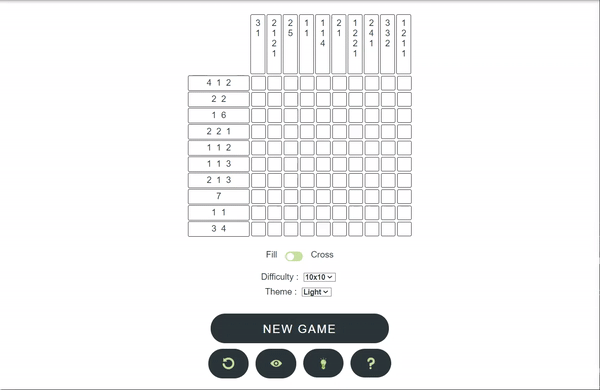 3 2 2 1 1 2 1 2 3 1
1 1 5 1 1 1 2 4 3 2
2 4 2 1 2 1
1 1 1
4 1 2
2 2
1 6
2 2 1
1 1 2
1 1 3
2 1 3
7
1 1
3 4
Fill Cross
Difficulty : 10x10
Theme : Light
NEW GAME
?